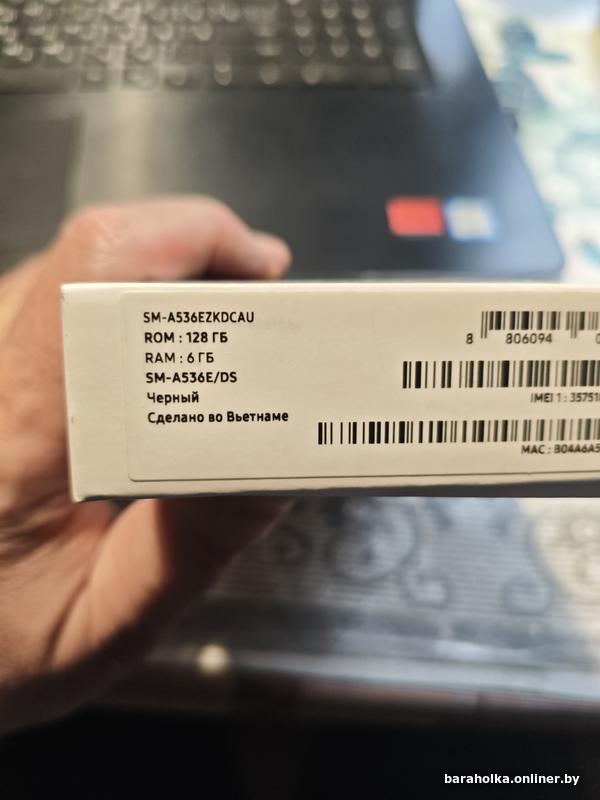 SM-A536EZKDCAU
ROM : 128 ГБ
RAM : 6 ГБ
SM-A536E/DS
Черный
Сделано во Вьетнаме
8 806094
IMEI 1 : 35751
MAC : B04A6A5
baraholka.onliner.by